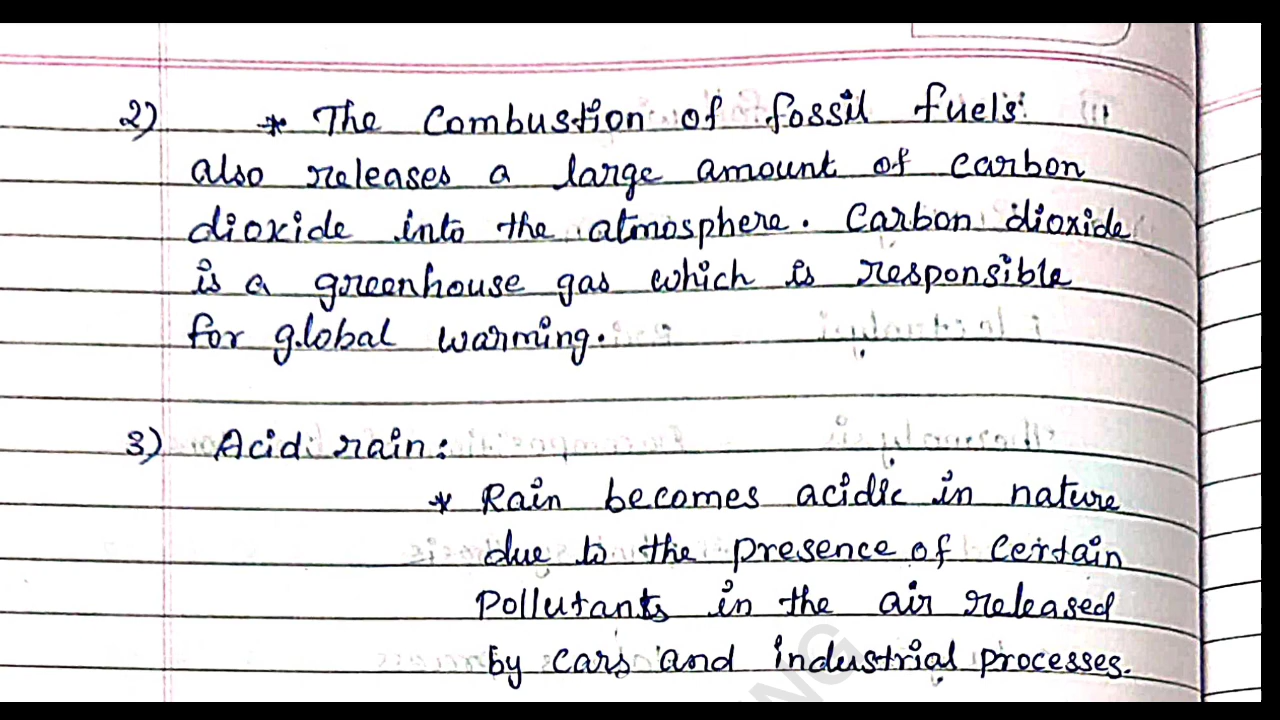 2) * The Combustion of fossil fuels
also releases a large amount of carbon
dioxide into the atmosphere. Carbon dioxide
is a greenhouse gas which is responsible
for global warming.
3) Acid rain:
* Rain becomes acidic in nature
due to the presence of certain
Pollutants in the air released
by cars and industrial processes.